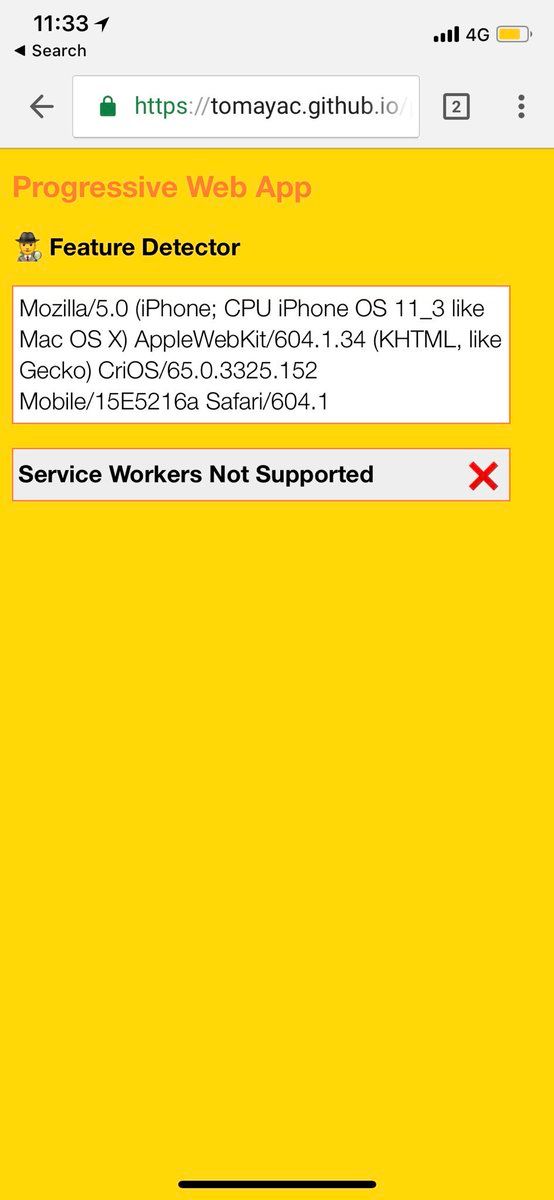 11:33
4G
◀ Search
https://tomayac.github.io/
2
Progressive Web App
🕵️ Feature Detector
Mozilla/5.0 (iPhone; CPU iPhone OS 11_3 like
Mac OS X) AppleWebKit/604.1.34 (KHTML, like
Gecko) CriOS/65.0.3325.152
Mobile/15E5216a Safari/604.1
Service Workers Not Supported ❌